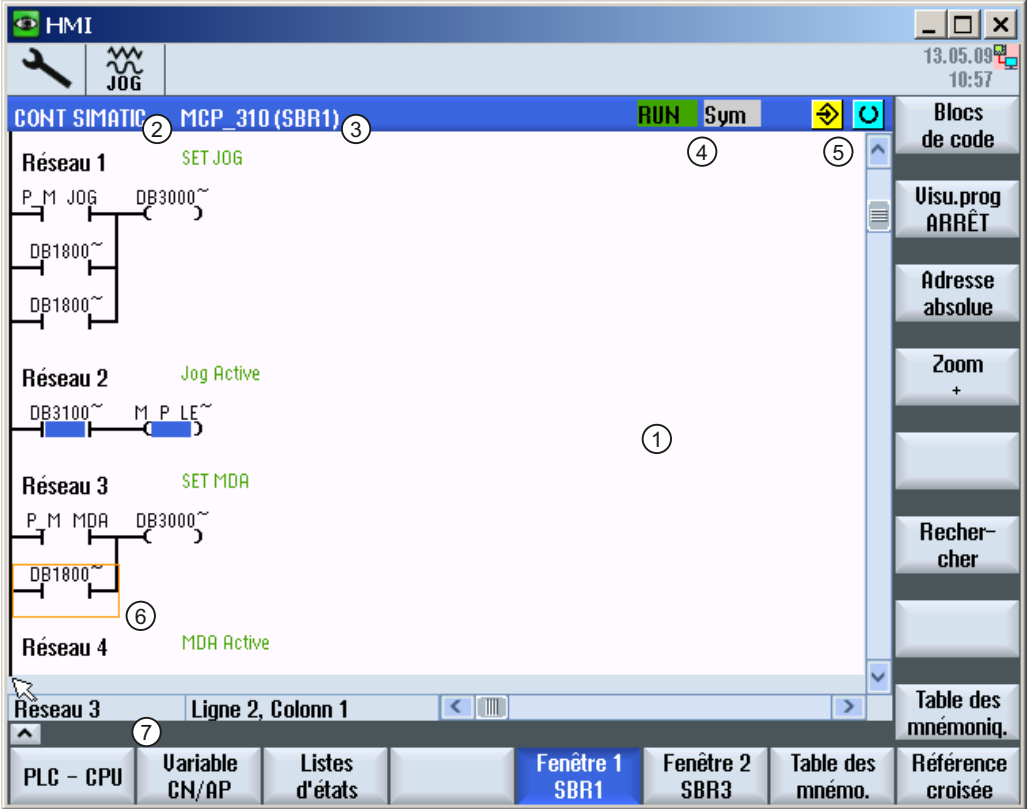 HMI
JOG
13.05.09
10:57
CONT SIMATIC MCP_310 (SBR1) RUN Sym
2
3
4
5
Réseau 1 SET JOG
P_M JOG DB3000~
DB1800~
DB1800~
Réseau 2 Jog Active
DB3100~ M_P_LE~
1
Réseau 3 SET MDA
P_M MDA DB3000~
DB1800~
6
Réseau 4 MDA Active
Réseau 3 Ligne 2, Colonn 1
7
Blocs
de code
Visu.prog
ARRÊT
Adresse
absolue
Zoom
+
Recher-
cher
Table des
mnémoniq.
PLC - CPU
Variable
CN/AP
Listes
d'états
Fenêtre 1
SBR1
Fenêtre 2
SBR3
Table des
mnémo.
Référence
croisée